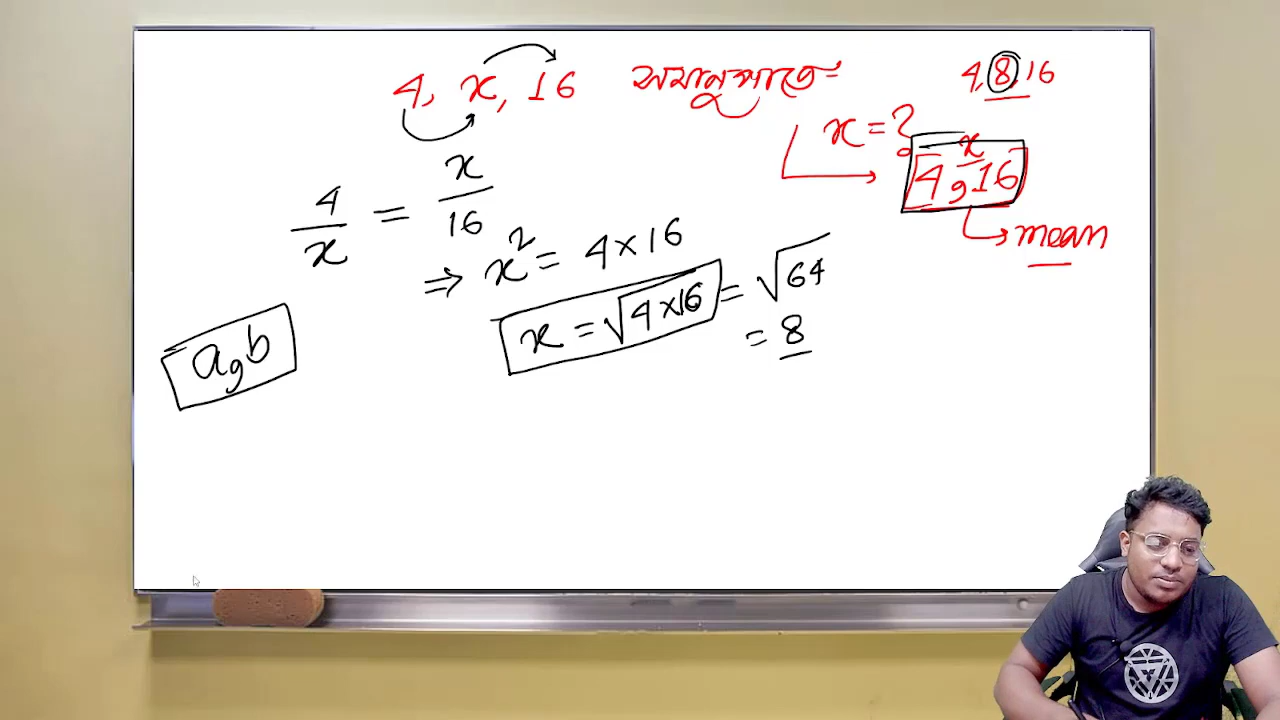 4, x, 16 সমানুপাতে
4, 8, 16
x = ?
4, x, 16
mean
4/x = x/16
⇒ x² = 4×16
x = √4×16 = √64
= 8
a, b